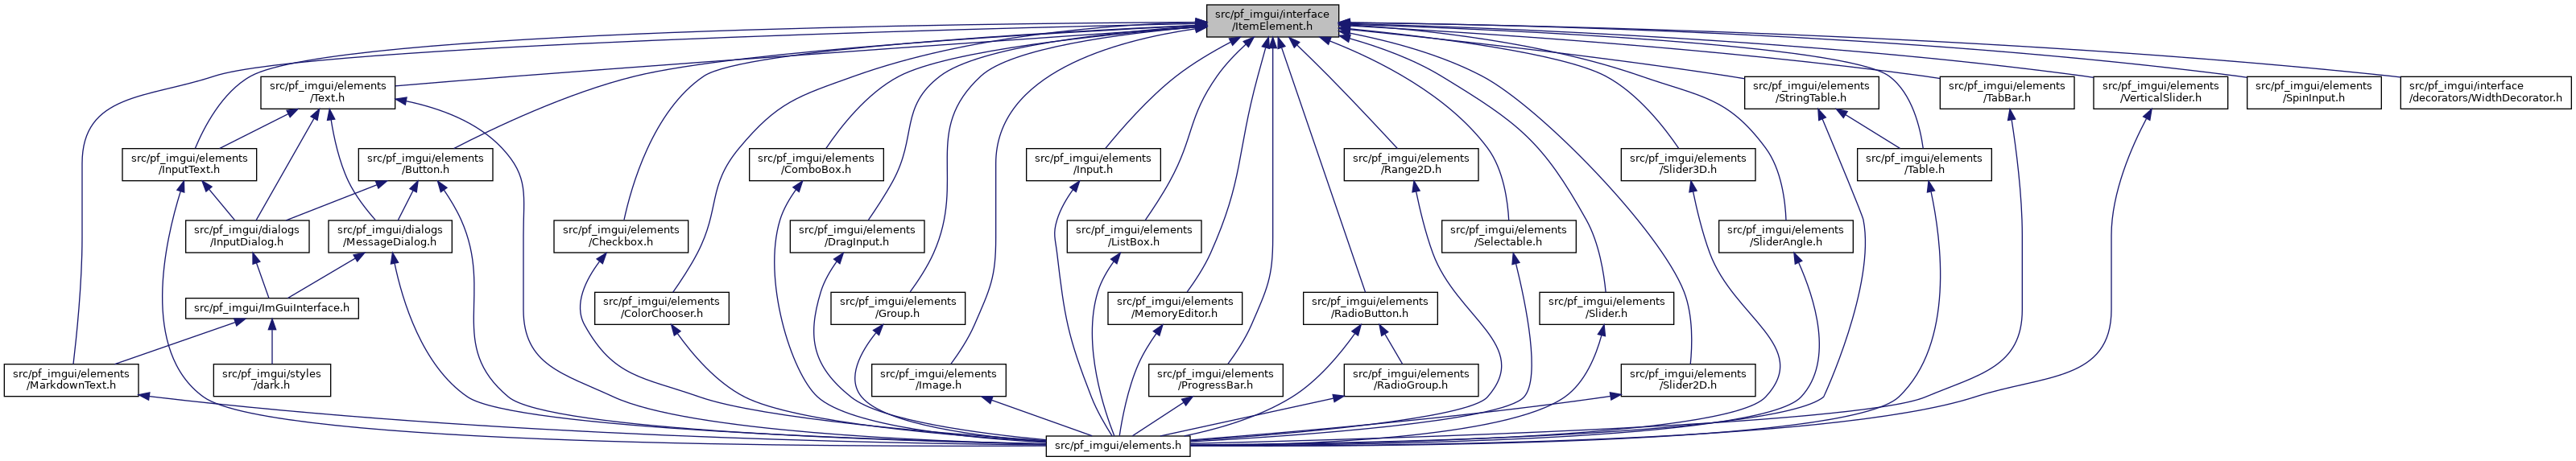 src/pf_imgui/interface
/ItemElement.h
src/pf_imgui/elements
/Text.h
src/pf_imgui/elements
/StringTable.h
src/pf_imgui/elements
/TabBar.h
src/pf_imgui/elements
/VerticalSlider.h
src/pf_imgui/elements
/SpinInput.h
src/pf_imgui/interface
/decorators/WidthDecorator.h
src/pf_imgui/elements
/InputText.h
src/pf_imgui/elements
/Button.h
src/pf_imgui/elements
/ComboBox.h
src/pf_imgui/elements
/Input.h
src/pf_imgui/elements
/Range2D.h
src/pf_imgui/elements
/Slider3D.h
src/pf_imgui/elements
/Table.h
src/pf_imgui/dialogs
/InputDialog.h
src/pf_imgui/dialogs
/MessageDialog.h
src/pf_imgui/elements
/Checkbox.h
src/pf_imgui/elements
/DragInput.h
src/pf_imgui/elements
/ListBox.h
src/pf_imgui/elements
/Selectable.h
src/pf_imgui/elements
/SliderAngle.h
src/pf_imgui/ImGuiInterface.h
src/pf_imgui/elements
/ColorChooser.h
src/pf_imgui/elements
/Group.h
src/pf_imgui/elements
/MemoryEditor.h
src/pf_imgui/elements
/RadioButton.h
src/pf_imgui/elements
/Slider.h
src/pf_imgui/elements
/MarkdownText.h
src/pf_imgui/styles
/dark.h
src/pf_imgui/elements
/Image.h
src/pf_imgui/elements
/ProgressBar.h
src/pf_imgui/elements
/RadioGroup.h
src/pf_imgui/elements
/Slider2D.h
src/pf_imgui/elements.h